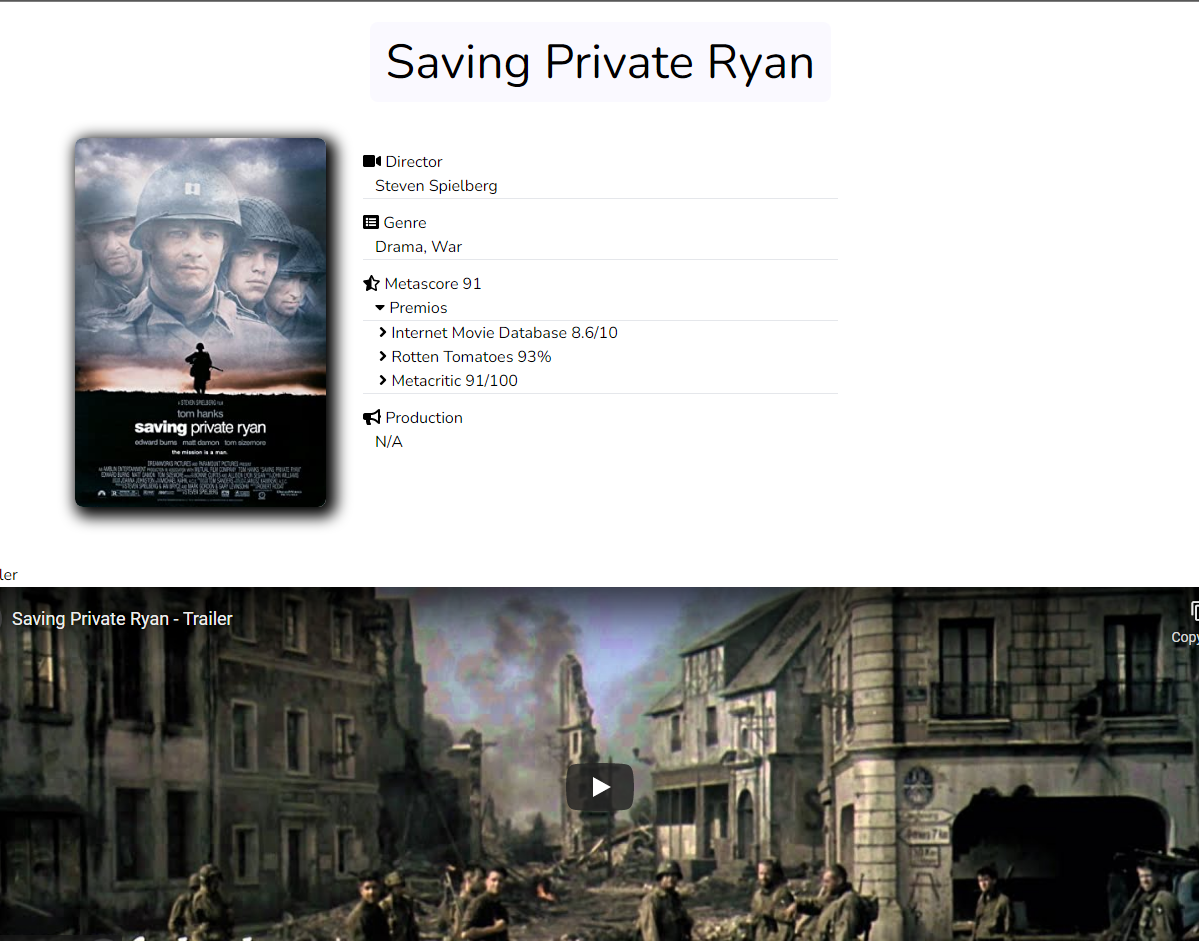 Saving Private Ryan
Director
Steven Spielberg
Genre
Drama, War
Metascore 91
Premios
Internet Movie Database 8.6/10
Rotten Tomatoes 93%
Metacritic 91/100
Production
N/A
A STEVEN SPIELBERG FILM
tom hanks
saving private ryan
edward burns matt damon tom sizemore
the mission is a man.
ler
Saving Private Ryan - Trailer
Copy